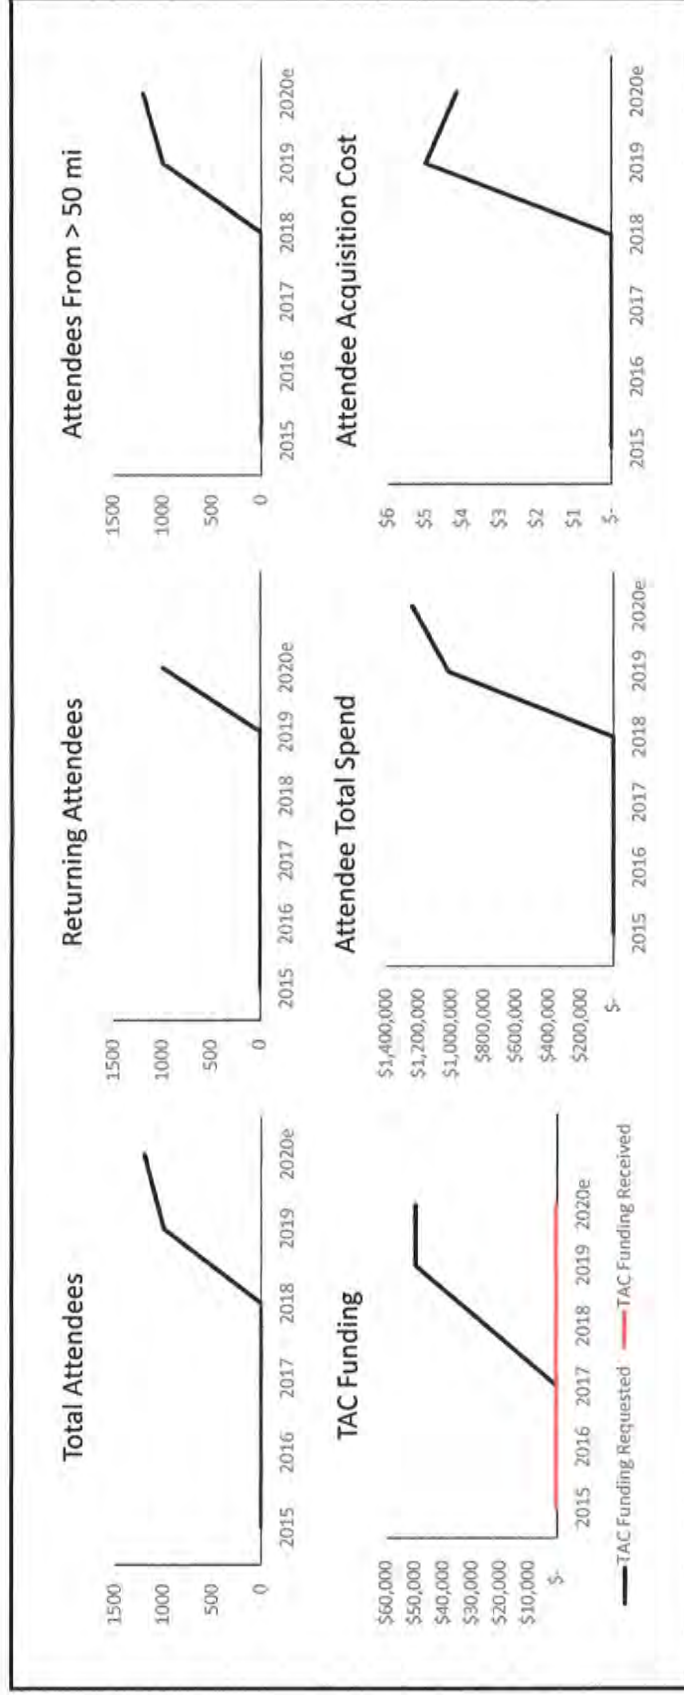 Total Attendees
1500
1000
500
0
2015 2016 2017 2018 2019 2020e
Returning Attendees
1500
1000
500
0
2015 2016 2017 2018 2019 2020e
Attendees From > 50 mi
1500
1000
500
0
2015 2016 2017 2018 2019 2020e
TAC Funding
$60,000
$50,000
$40,000
$30,000
$20,000
$10,000
$-
2015 2016 2017 2018 2019 2020e
TAC Funding Requested TAC Funding Received
Attendee Total Spend
$1,400,000
$1,200,000
$1,000,000
$800,000
$600,000
$400,000
$200,000
$-
2015 2016 2017 2018 2019 2020e
Attendee Acquisition Cost
$6
$5
$4
$3
$2
$1
$-
2015 2016 2017 2018 2019 2020e